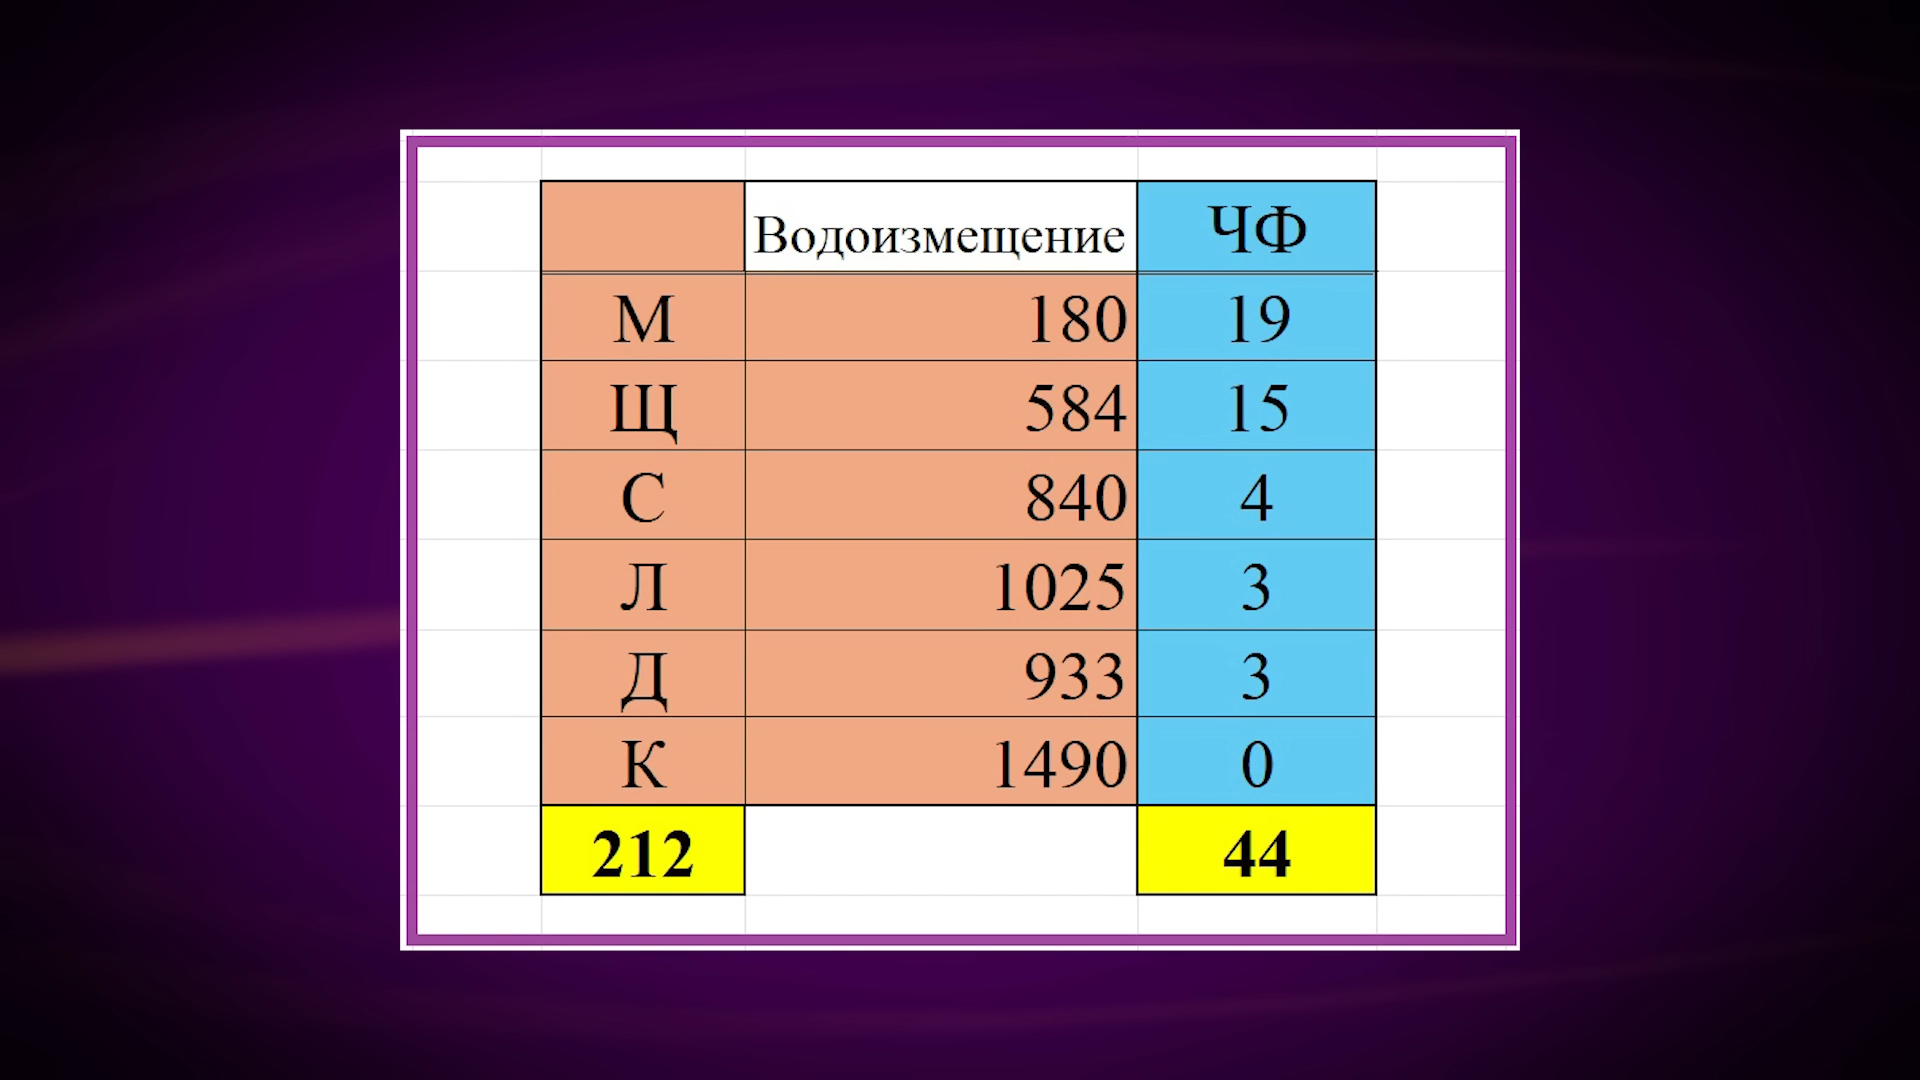 Водоизмещение ЧФ
М 180 19
Щ 584 15
С 840 4
Л 1025 3
Д 933 3
К 1490 0
212 44